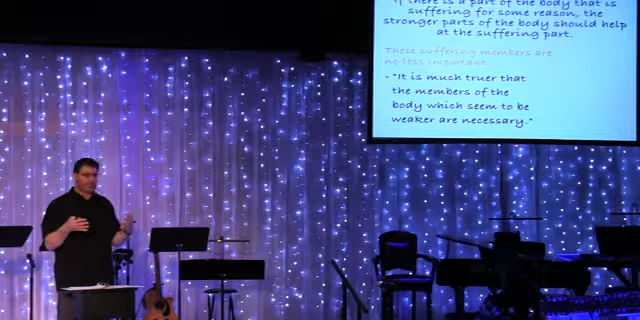 If there is a part of the body that is
suffering for some reason, the
stronger parts of the body should help
at the suffering part.
These suffering members are
no less important.
- "It is much truer that
the members of the
body which seem to be
weaker are necessary."